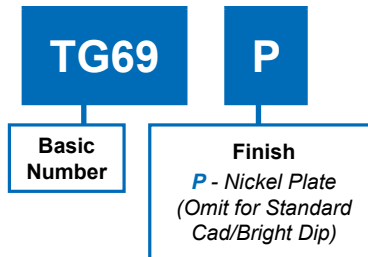 TG69 P
Basic
Number
Finish
P - Nickel Plate
(Omit for Standard
Cad/Bright Dip)